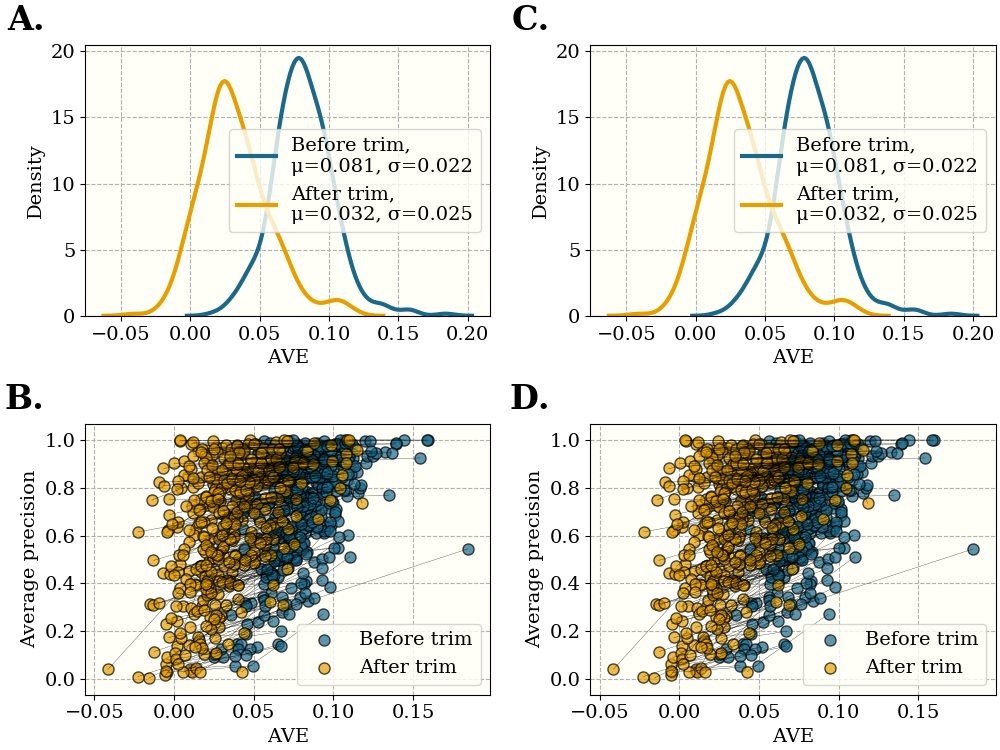 A.
20
15
10
5
0
Density
Before trim,
μ=0.081, σ=0.022
After trim,
μ=0.032, σ=0.025
−0.05 0.00 0.05 0.10 0.15 0.20
AVE
C.
20
15
10
5
0
Density
Before trim,
μ=0.081, σ=0.022
After trim,
μ=0.032, σ=0.025
−0.05 0.00 0.05 0.10 0.15 0.20
AVE
B.
1.0
0.8
0.6
0.4
0.2
0.0
Average precision
Before trim
After trim
−0.05 0.00 0.05 0.10 0.15
AVE
D.
1.0
0.8
0.6
0.4
0.2
0.0
Average precision
Before trim
After trim
−0.05 0.00 0.05 0.10 0.15
AVE